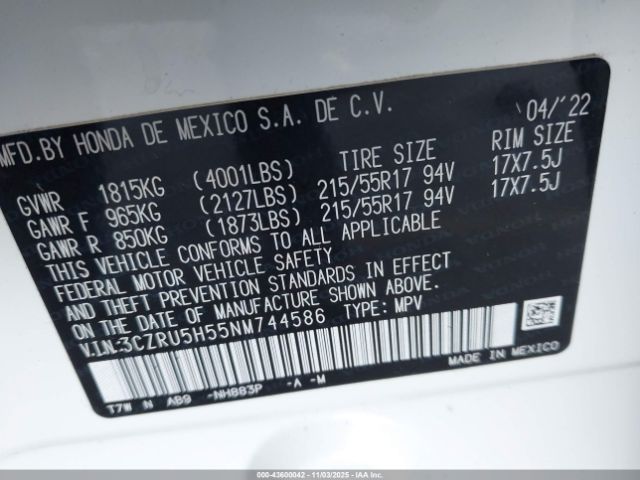 MFD.BY HONDA DE MEXICO S.A. DE C.V. 04/'22
TIRE SIZE RIM SIZE
GVWR 1815KG (4001LBS)
GAWR F 965KG (2127LBS) 215/55R17 94V 17X7.5J
GAWR R 850KG (1873LBS) 215/55R17 94V 17X7.5J
THIS VEHICLE CONFORMS TO ALL APPLICABLE
FEDERAL MOTOR VEHICLE SAFETY
AND THEFT PREVENTION STANDARDS IN EFFECT
ON THE DATE OF MANUFACTURE SHOWN ABOVE.
V.I.N:3CZRU5H55NM744586 TYPE: MPV
T7W N AB9 -NH883P -A -M
MADE IN MEXICO
000-43600042 - 11/03/2025 - IAAI.CA